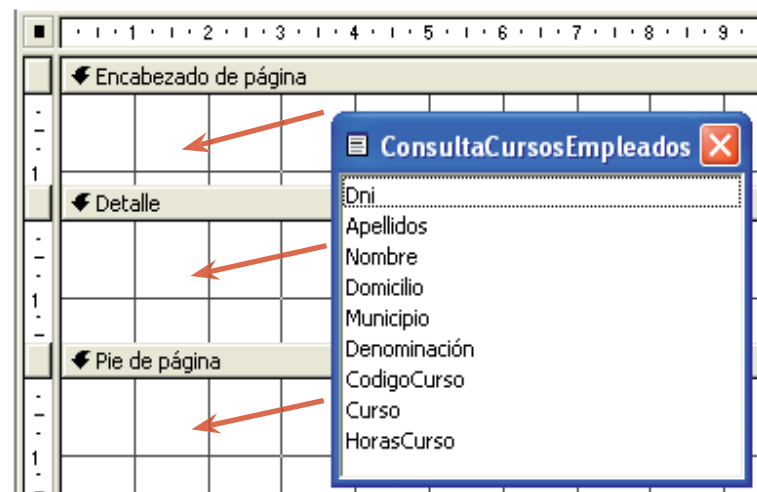 1 2 3 4 5 6 7 8 9
Encabezado de página
1
ConsultaCursosEmpleados
Dni
Apellidos
Nombre
Domicilio
Municipio
Denominación
CodigoCurso
Curso
HorasCurso
Detalle
1
Pie de página
1